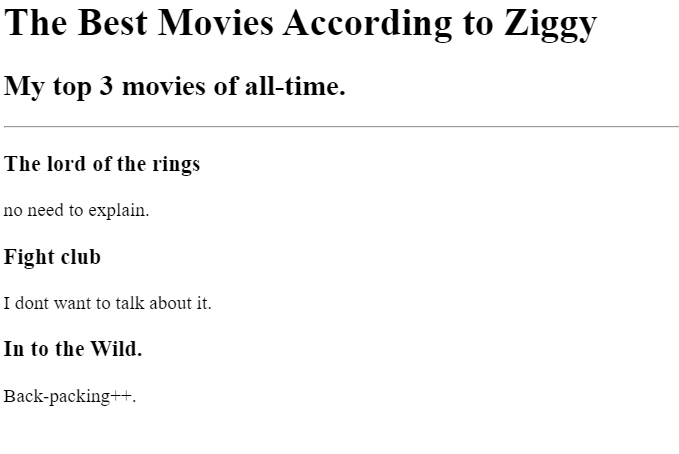 The Best Movies According to Ziggy
My top 3 movies of all-time.
The lord of the rings
no need to explain.
Fight club
I dont want to talk about it.
In to the Wild.
Back-packing++.